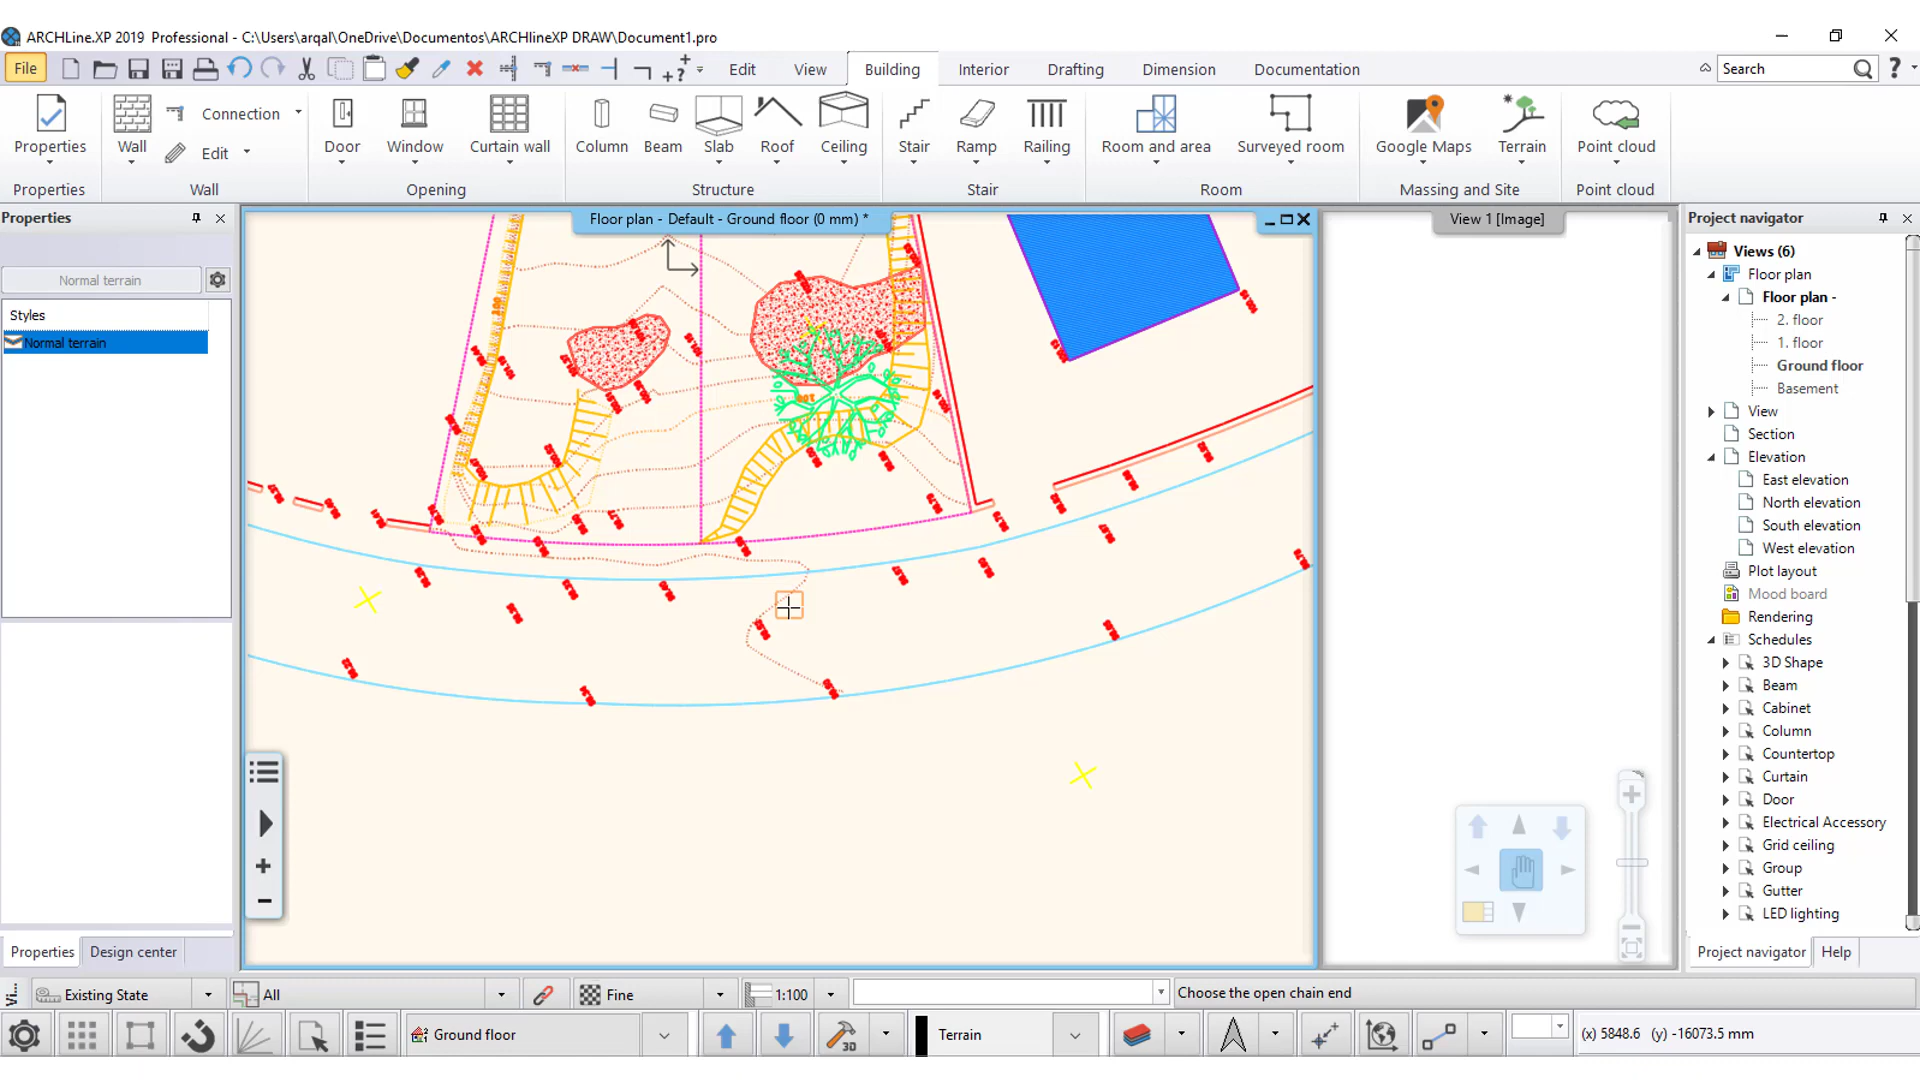 ARCHLine.XP 2019  Professional - C:\Users\arqal\OneDrive\Documentos\ARCHlineXP DRAW\Document1.pro
File
Edit
View
Building
Interior
Drafting
Dimension
Documentation
Search
?
Properties
Wall
Connection
Edit
Door
Window
Curtain wall
Column
Beam
Slab
Roof
Ceiling
Stair
Ramp
Railing
Room and area
Surveyed room
Google Maps
Terrain
Point cloud
Properties
Wall
Opening
Structure
Stair
Room
Massing and Site
Point cloud
Properties
Normal terrain
Styles
Normal terrain
Floor plan - Default - Ground floor (0 mm) *
View 1 [Image]
100
Project navigator
Views (6)
Floor plan
Floor plan -
2. floor
1. floor
Ground floor
Basement
View
Section
Elevation
East elevation
North elevation
South elevation
West elevation
Plot layout
Mood board
Rendering
Schedules
3D Shape
Beam
Cabinet
Column
Countertop
Curtain
Door
Electrical Accessory
Grid ceiling
Group
Gutter
LED lighting
Properties
Design center
Project navigator
Help
Vi...
Existing State
All
Fine
1:100
Choose the open chain end
Ground floor
3D
Terrain
(x) 5848.6   (y) -16073.5 mm